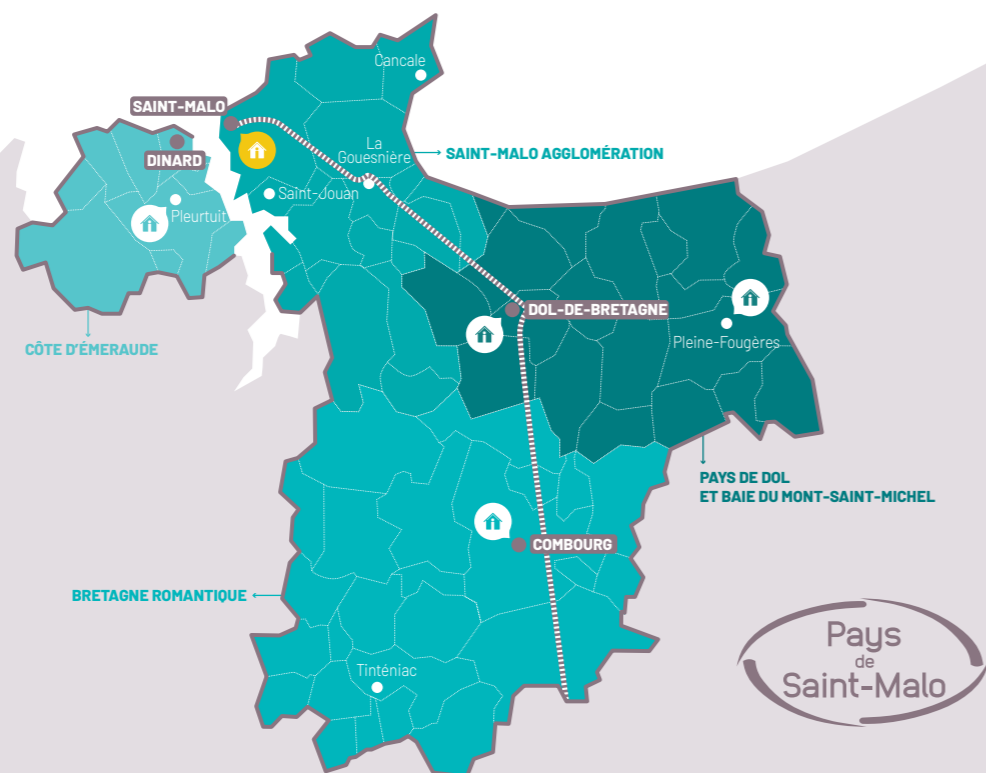 Cancale
SAINT-MALO
DINARD
La
Gouesnière
SAINT-MALO AGGLOMÉRATION
Saint-Jouan
Pleurtuit
DOL-DE-BRETAGNE
Pleine-Fougères
CÔTE D'ÉMERAUDE
PAYS DE DOL
ET BAIE DU MONT-SAINT-MICHEL
COMBOURG
BRETAGNE ROMANTIQUE
Tinténiac
Pays
de
Saint-Malo